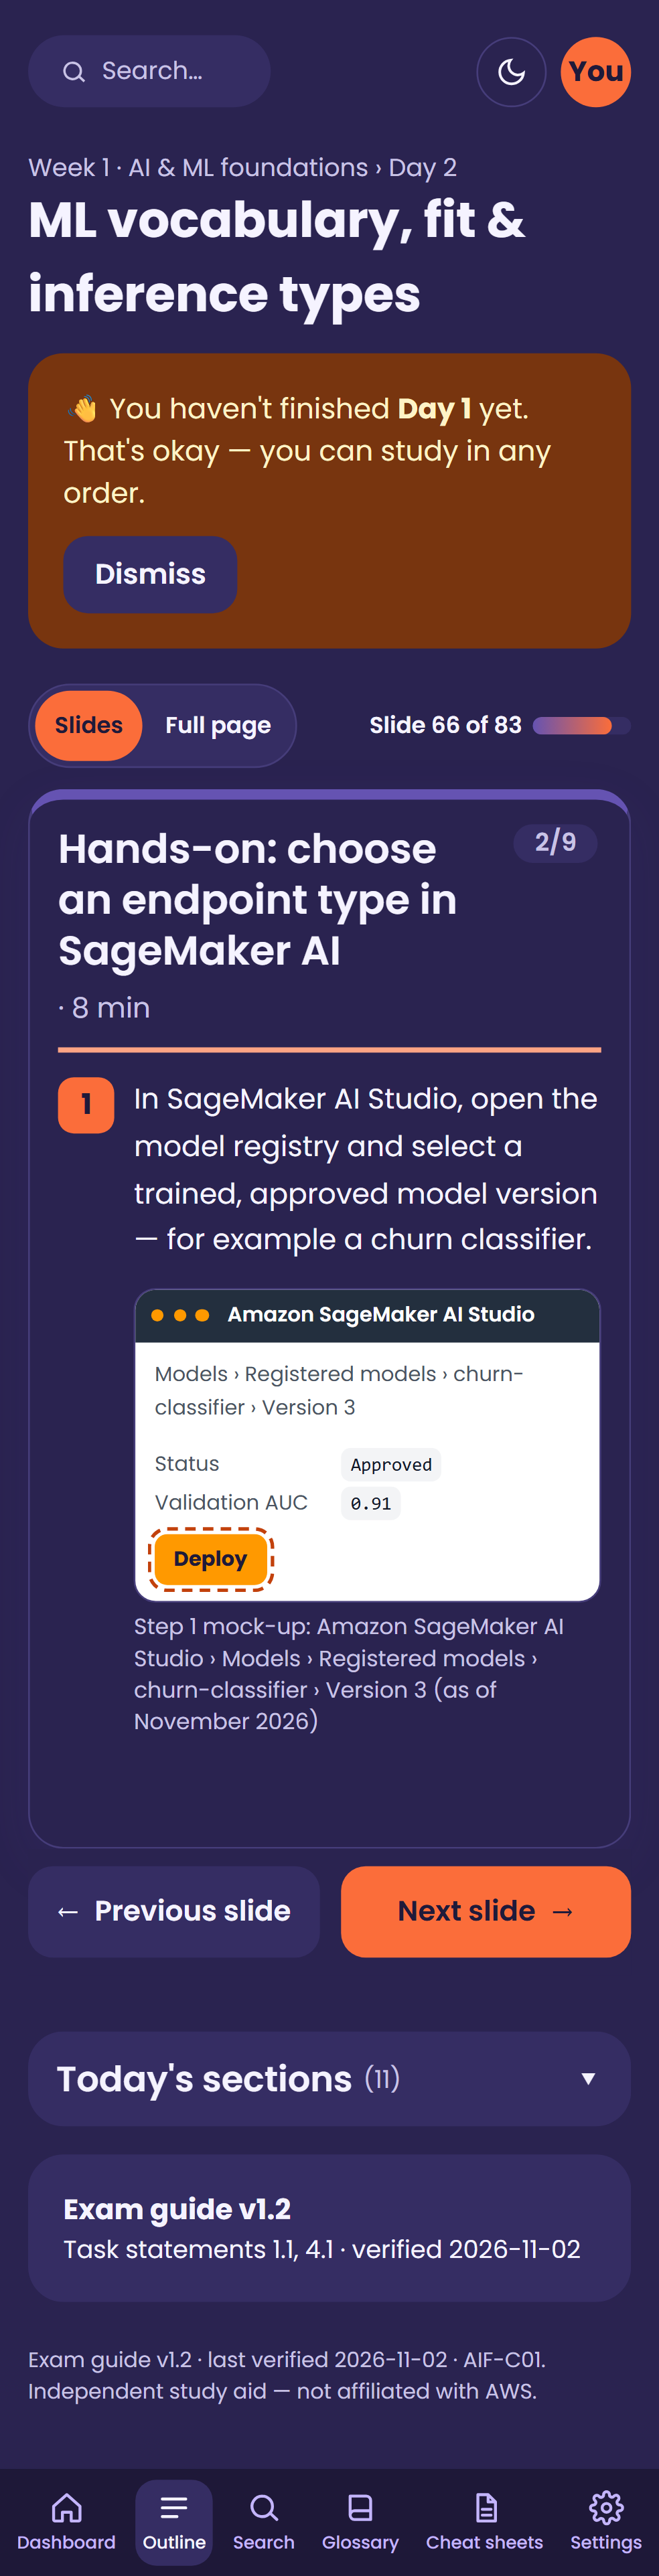 Search...
You
Week 1 · AI & ML foundations › Day 2
ML vocabulary, fit &
inference types
👋 You haven't finished Day 1 yet.
That's okay — you can study in any
order.
Dismiss
Slides
Full page
Slide 66 of 83
Hands-on: choose
an endpoint type in
SageMaker AI
2/9
· 8 min
1
In SageMaker AI Studio, open the
model registry and select a
trained, approved model version
— for example a churn classifier.
Amazon SageMaker AI Studio
Models › Registered models › churn-
classifier › Version 3
Status Approved
Validation AUC 0.91
Deploy
Step 1 mock-up: Amazon SageMaker AI
Studio › Models › Registered models ›
churn-classifier › Version 3 (as of
November 2026)
← Previous slide
Next slide →
Today's sections (11)
Exam guide v1.2
Task statements 1.1, 4.1 · verified 2026-11-02
Exam guide v1.2 · last verified 2026-11-02 · AIF-C01.
Independent study aid — not affiliated with AWS.
Dashboard
Outline
Search
Glossary
Cheat sheets
Settings